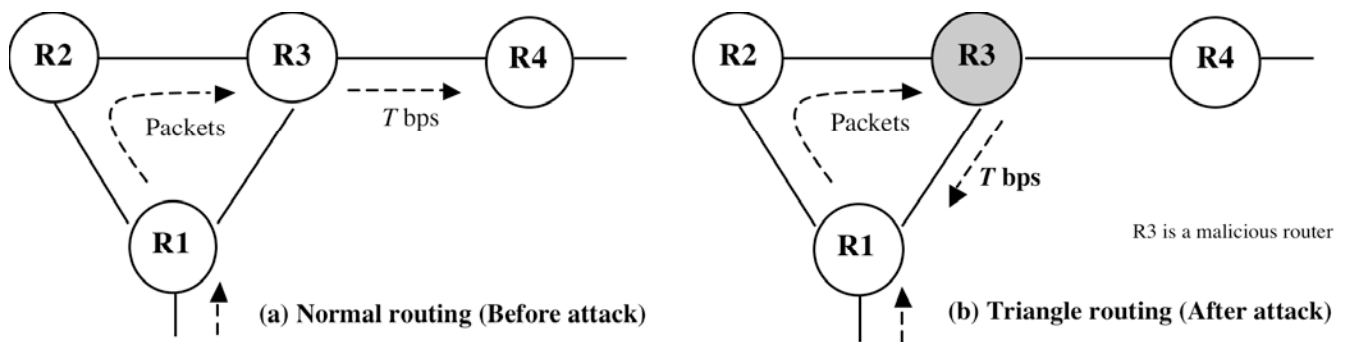 R2
R3
R4
Packets
T bps
R1
(a) Normal routing (Before attack)
R2
R3
R4
Packets
T bps
R3 is a malicious router
R1
(b) Triangle routing (After attack)